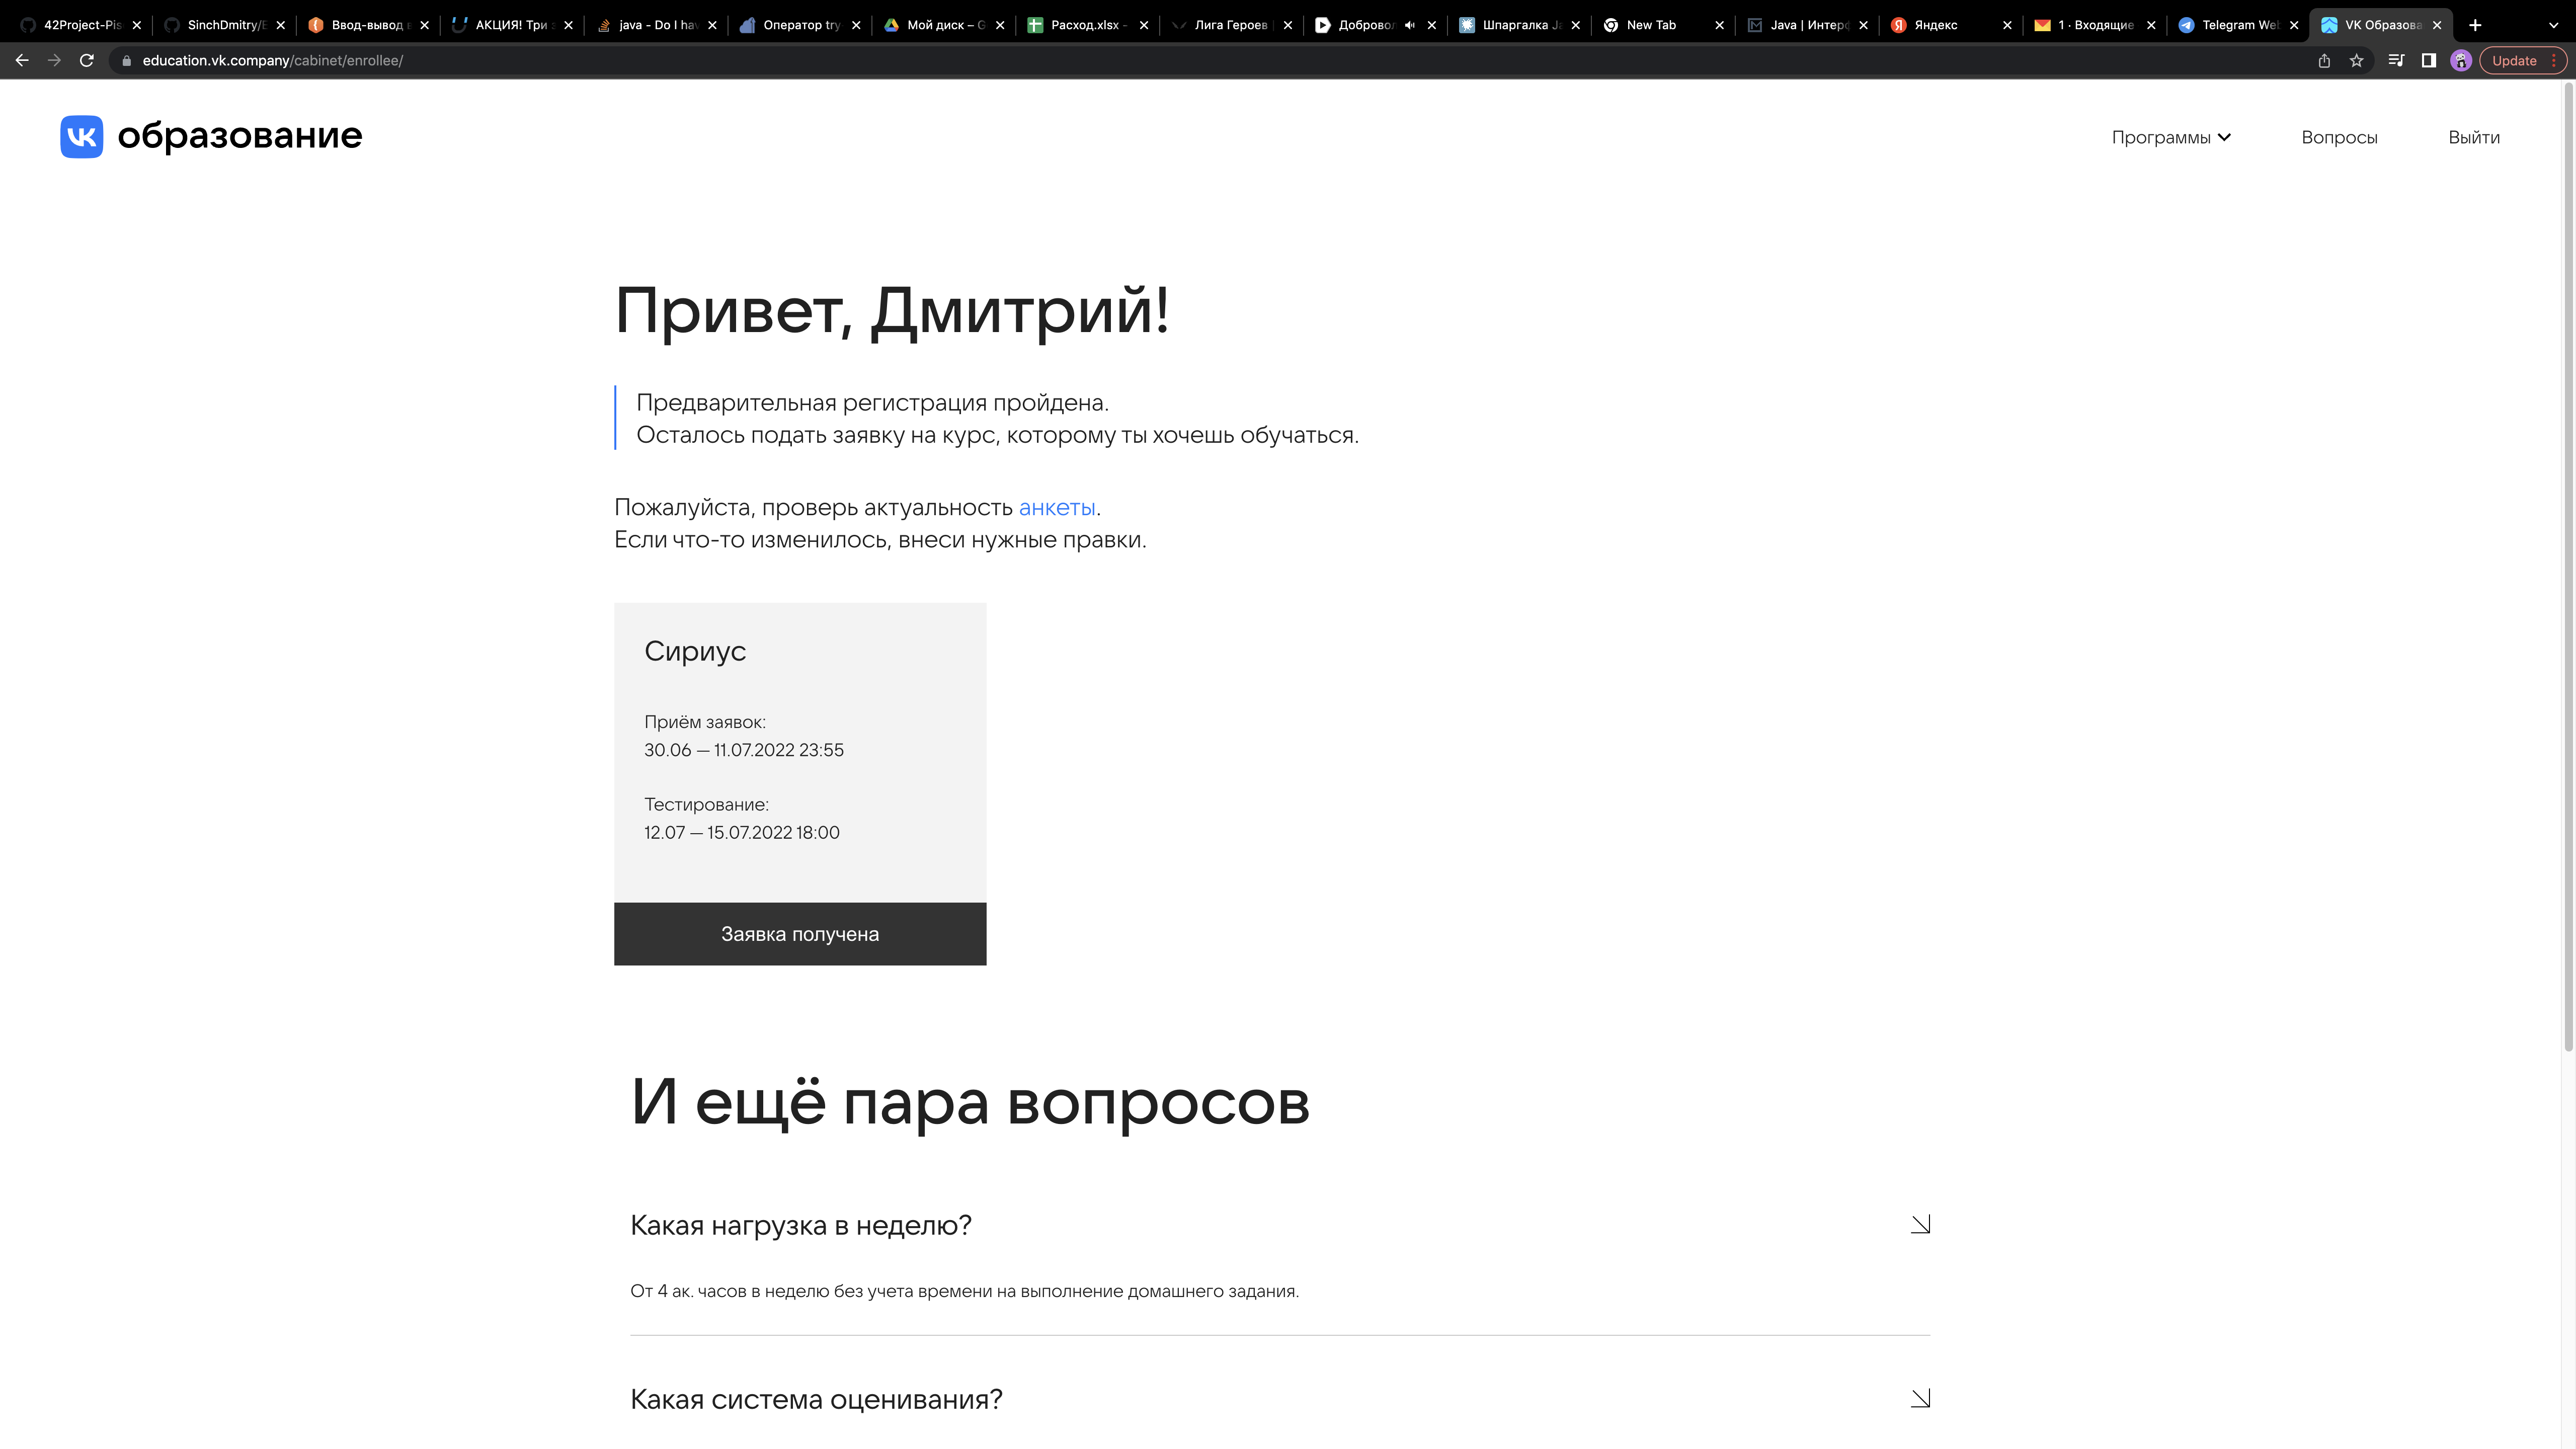 42Project-Pis
SinchDmitry/E
Ввод-вывод в
АКЦИЯ! Три з
java - Do I hav
Оператор try
Мой диск – G
Расход.xlsx -
Лига Героев
Добровол
Шпаргалка Ja
New Tab
Java | Интерф
Яндекс
1 · Входящие
Telegram Web
VK Образова
education.vk.company/cabinet/enrollee/
Update
образование
Программы
Вопросы
Выйти
Привет, Дмитрий!
Предварительная регистрация пройдена.
Осталось подать заявку на курс, которому ты хочешь обучаться.
Пожалуйста, проверь актуальность анкеты.
Если что-то изменилось, внеси нужные правки.
Сириус
Приём заявок:
30.06 — 11.07.2022 23:55
Тестирование:
12.07 — 15.07.2022 18:00
Заявка получена
И ещё пара вопросов
Какая нагрузка в неделю?
От 4 ак. часов в неделю без учета времени на выполнение домашнего задания.
Какая система оценивания?